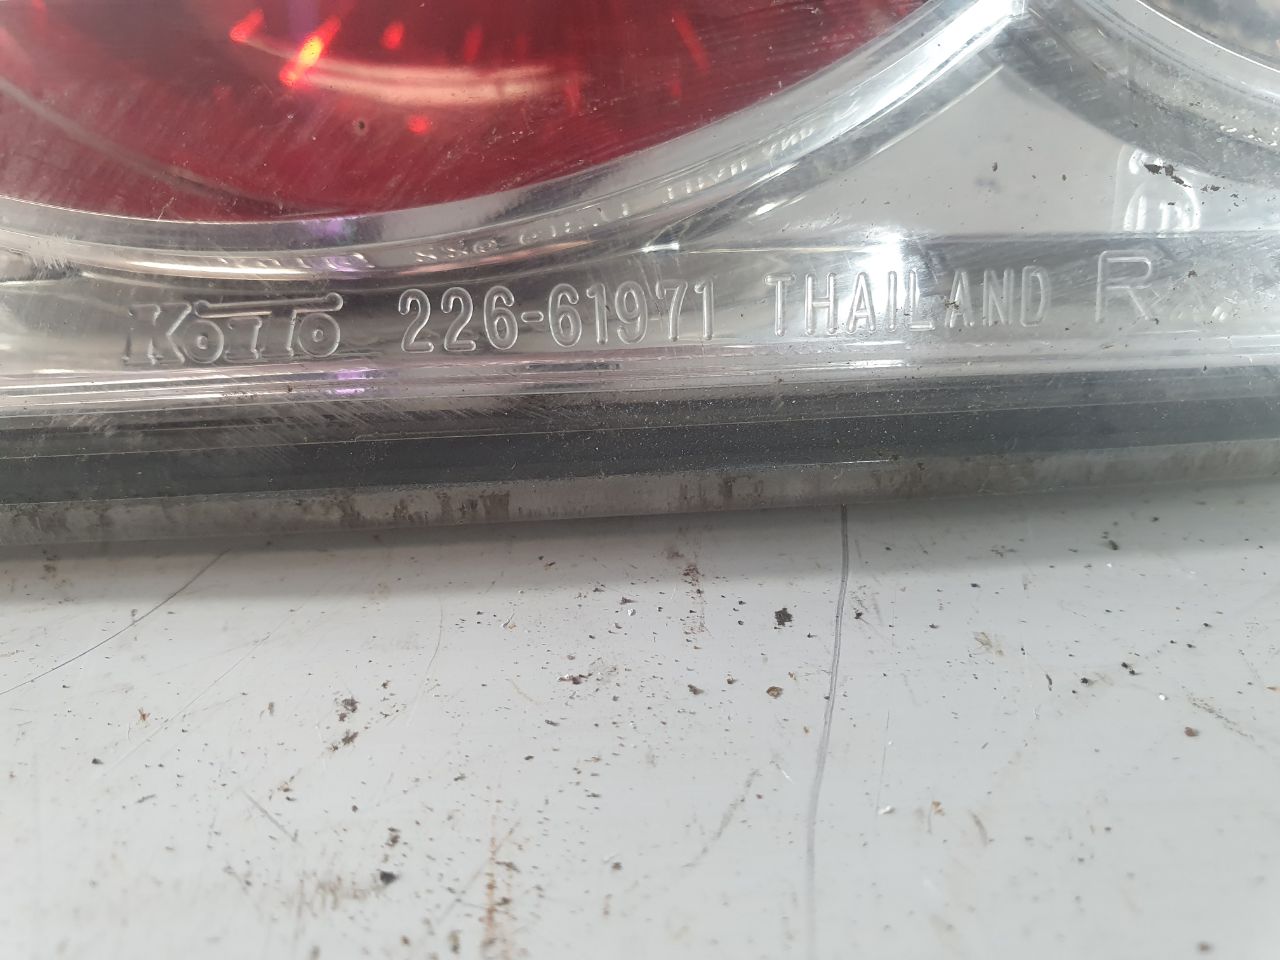 KOITO 226-61971 THAILAND R